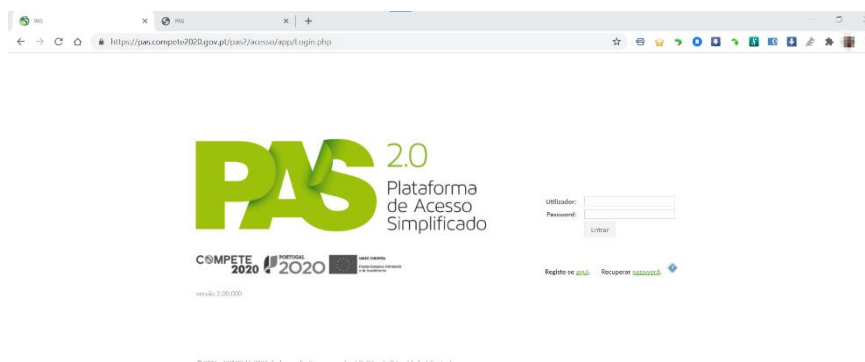 PAS
PAS
https://pas.compete2020.gov.pt/pas2/acesso/app/Login.php
PAS 2.0
Plataforma
de Acesso
Simplificado
Utilizador:
Password:
Entrar
COMPETE
2020
PORTUGAL
2020
UNIÃO EUROPEIA
Registe-se aqui. Recuperar password.
versão 2.00.000